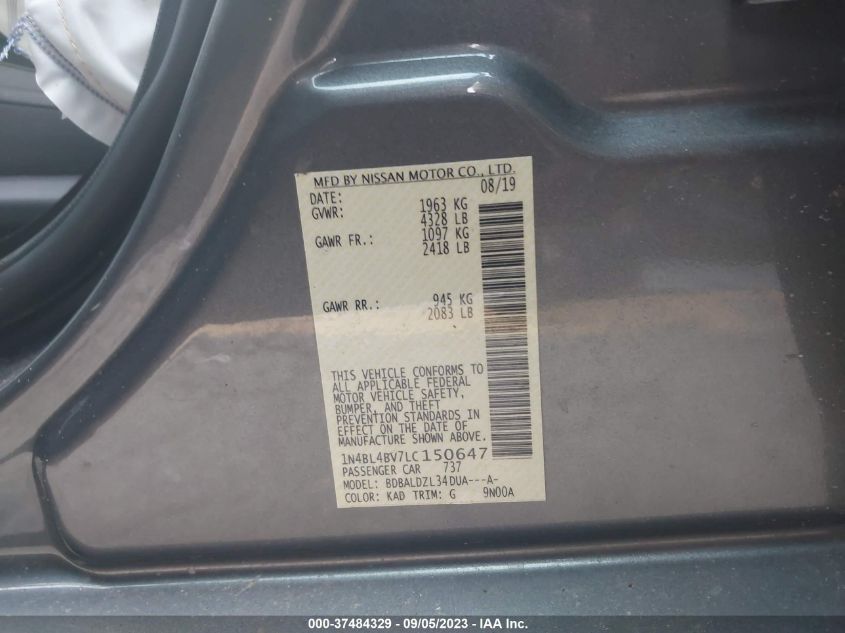 MFD BY NISSAN MOTOR CO., LTD.
DATE: 08/19
GVWR: 1963 KG
4328 LB
GAWR FR.: 1097 KG
2418 LB
GAWR RR.: 945 KG
2083 LB
THIS VEHICLE CONFORMS TO
ALL APPLICABLE FEDERAL
MOTOR VEHICLE SAFETY,
BUMPER, AND THEFT
PREVENTION STANDARDS IN
EFFECT ON THE DATE OF
MANUFACTURE SHOWN ABOVE.
1N4BL4BV7LC150647
PASSENGER CAR 737
MODEL: BDBALDZL34DUA---A-
COLOR: KAD TRIM: G 9N00A
000-37484329 - 09/05/2023 - IAA Inc.